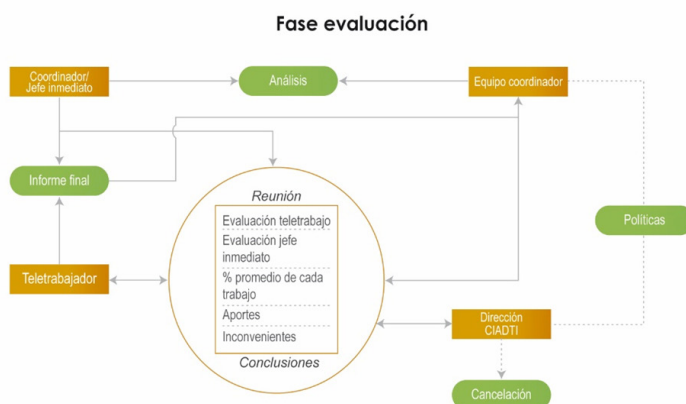 Fase evaluación
Coordinador/
Jefe inmediato
Análisis
Equipo coordinador
Informe final
Reunión
Evaluación teletrabajo
Evaluación jefe
inmediato
% promedio de cada
trabajo
Aportes
Inconvenientes
Conclusiones
Políticas
Teletrabajador
Dirección
CIADTI
Cancelación